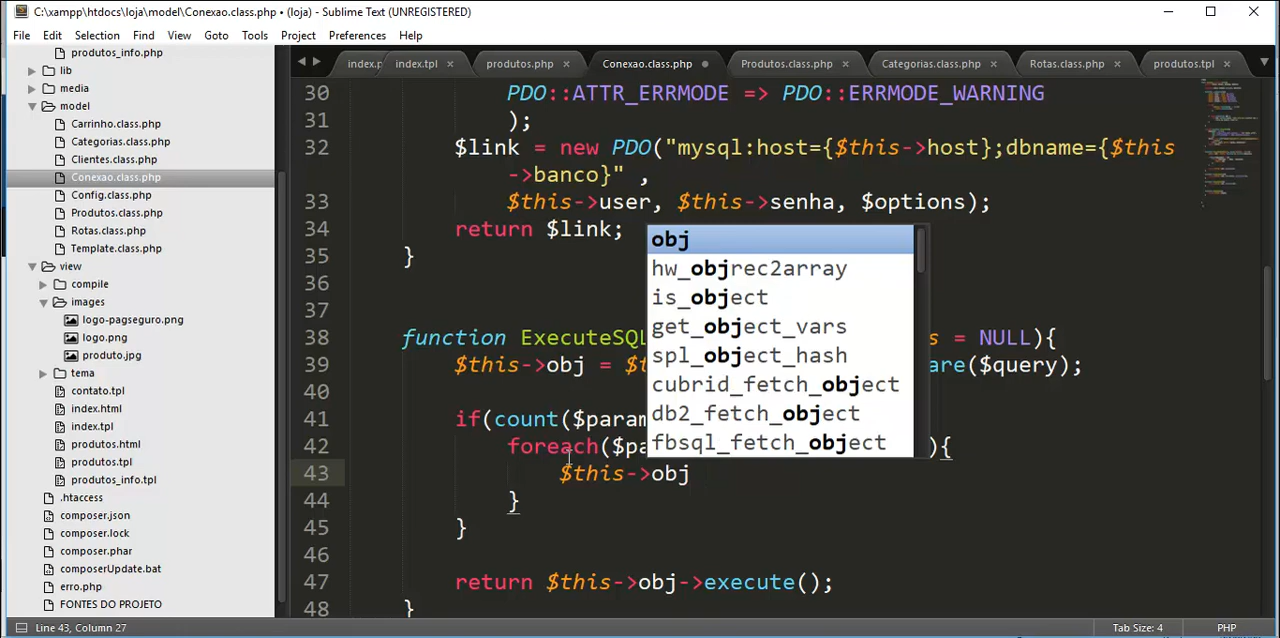 C:\xampp\htdocs\loja\model\Conexao.class.php • (loja) - Sublime Text (UNREGISTERED)
File Edit Selection Find View Goto Tools Project Preferences Help
produtos_info.php
lib
media
model
Carrinho.class.php
Categorias.class.php
Clientes.class.php
Conexao.class.php
Config.class.php
Produtos.class.php
Rotas.class.php
Template.class.php
view
compile
images
logo-pagseguro.png
logo.png
produto.jpg
tema
contato.tpl
index.html
index.tpl
produtos.html
produtos.tpl
produtos_info.tpl
.htaccess
composer.json
composer.lock
composer.phar
composerUpdate.bat
erro.php
FONTES DO PROJETO
index.p index.tpl × produtos.php × Conexao.class.php Produtos.class.php × Categorias.class.php × Rotas.class.php × produtos.tpl ×
30 PDO::ATTR_ERRMODE => PDO::ERRMODE_WARNING
31 );
32 $link = new PDO("mysql:host={$this->host};dbname={$this
->banco}" ,
33 $this->user, $this->senha, $options);
34 return $link;
35 }
36
37
38 function ExecuteSQL s = NULL){
39 $this->obj = $t are($query);
40
41 if(count($param
42 foreach($pa ){
43 $this->obj
44 }
45 }
46
47 return $this->obj->execute();
48 }
obj
hw_objrec2array
is_object
get_object_vars
spl_object_hash
cubrid_fetch_object
db2_fetch_object
fbsql_fetch_object
Line 43, Column 27
Tab Size: 4
PHP